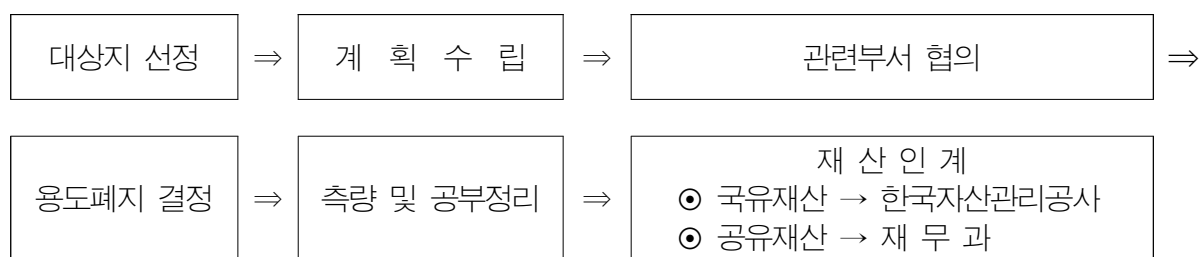 대상지 선정 ⇒ 계 획 수 립 ⇒ 관련부서 협의 ⇒
용도폐지 결정 ⇒ 측량 및 공부정리 ⇒ 재 산 인 계
⊙ 국유재산 → 한국자산관리공사
⊙ 공유재산 → 재 무 과